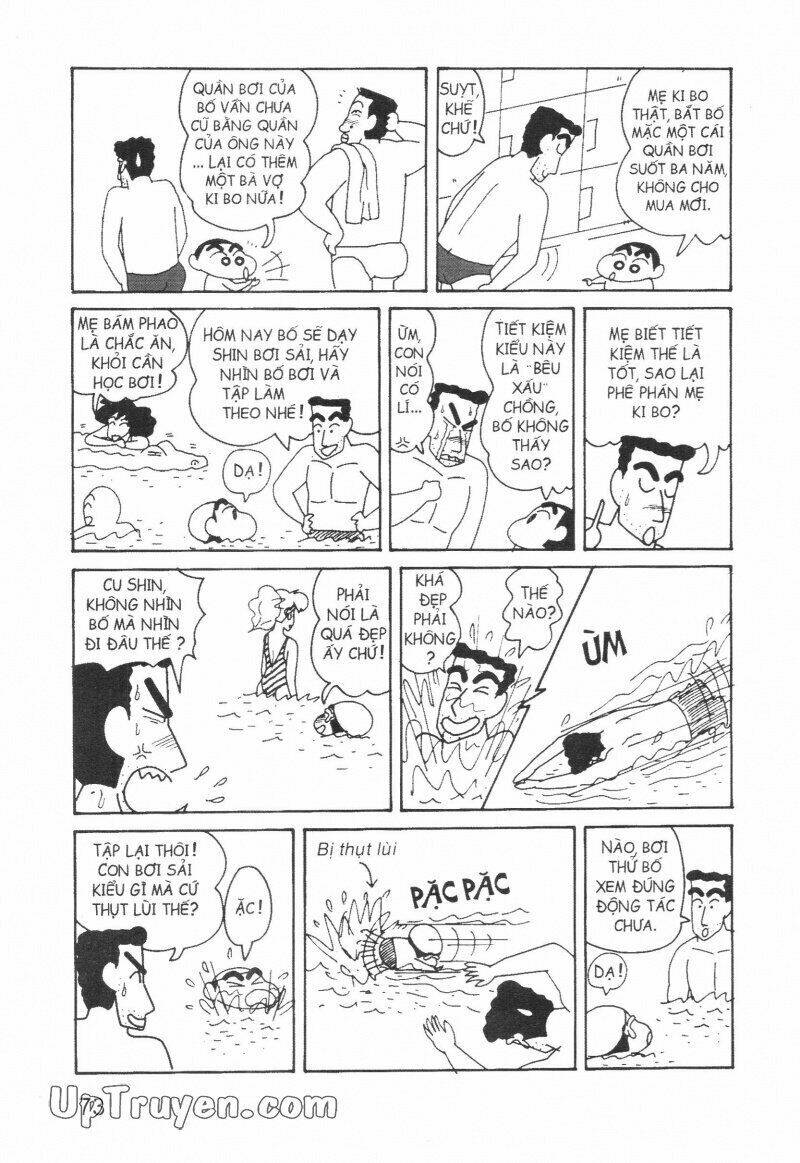 MẸ KI BO
THẬT, BẮT BỐ
MẶC MỘT CÁI
QUẦN BƠI
SUỐT BA NĂM,
KHÔNG CHO
MUA MỚI.
SUỴT,
KHẼ
CHỨ!
QUẦN BƠI CỦA
BỐ VẪN CHƯA
CŨ BẰNG QUẦN
CỦA ÔNG NÀY
... LẠI CÓ THÊM
MỘT BÀ VỢ
KI BO NỮA!
MẸ BIẾT TIẾT
KIỆM THẾ LÀ
TỐT, SAO LẠI
PHÊ PHÁN MẸ
KI BO?
TIẾT KIỆM
KIỂU NÀY
LÀ "BÊU
XẤU"
CHỒNG,
BỐ KHÔNG
THẤY
SAO?
ỪM,
CON
NÓI
CÓ
LÍ...
HÔM NAY BỐ SẼ DẠY
SHIN BƠI SẢI, HÃY
NHÌN BỐ BƠI VÀ
TẬP LÀM
THEO NHÉ!
DẠ!
MẸ BÁM PHAO
LÀ CHẮC ĂN,
KHỎI CẦN
HỌC BƠI!
ÙM
THẾ
NÀO?
KHÁ
ĐẸP
PHẢI
KHÔNG
?
PHẢI
NÓI LÀ
QUÁ ĐẸP
ẤY CHỨ!
CU SHIN,
KHÔNG NHÌN
BỐ MÀ NHÌN
ĐI ĐÂU THẾ ?
NÀO, BƠI
THỬ BỐ
XEM ĐÚNG
ĐỘNG TÁC
CHƯA.
DẠ!
Bị thụt lùi
PẶC PẶC
ẶC!
TẬP LẠI THÔI!
CON BƠI SẢI
KIỂU GÌ MÀ CỨ
THỤT LÙI THẾ?
UpTruyen.com